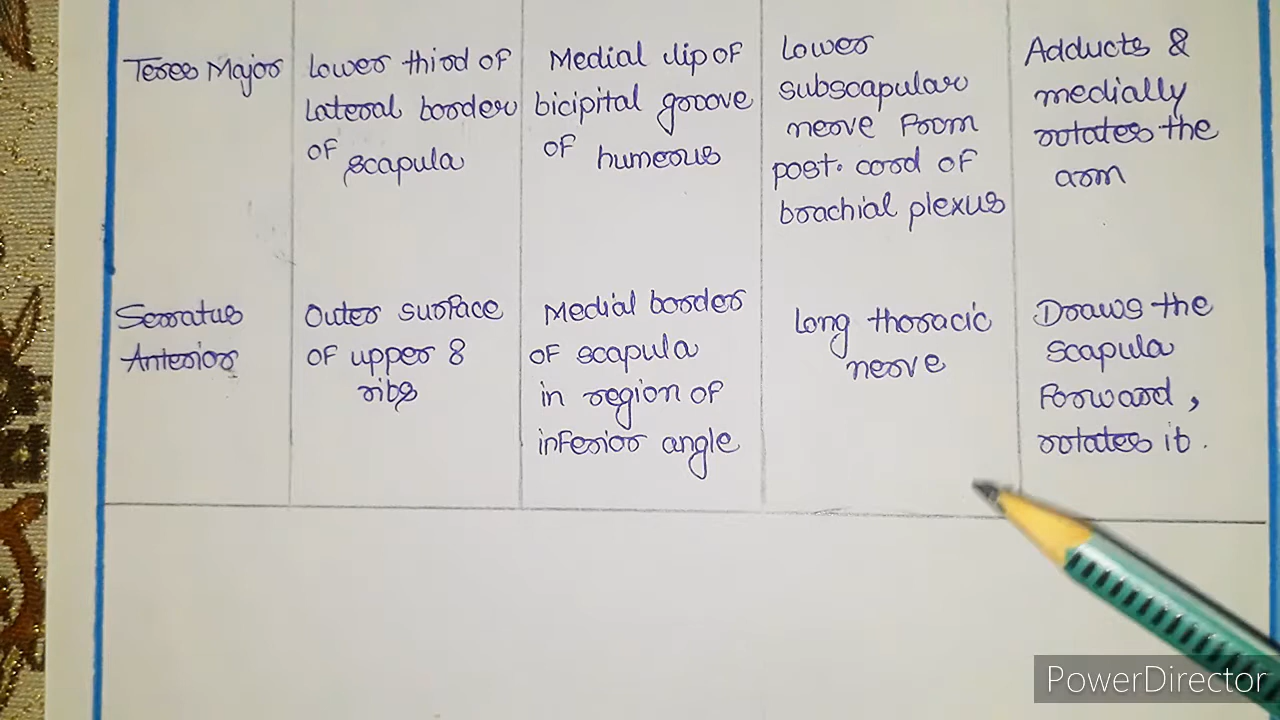 Teres Major
Lower third of
Lateral border
of scapula
Medial lip of
bicipital groove
of humerus
Lower
subscapular
nerve from
post. cord of
brachial plexus
Adducts &
medially
rotates the
arm
Serratus
Anterior
Outer surface
of upper 8
ribs
Medial border
of scapula
in region of
inferior angle
Long thoracic
nerve
Draws the
scapula
Forward,
rotates it.
PowerDirector